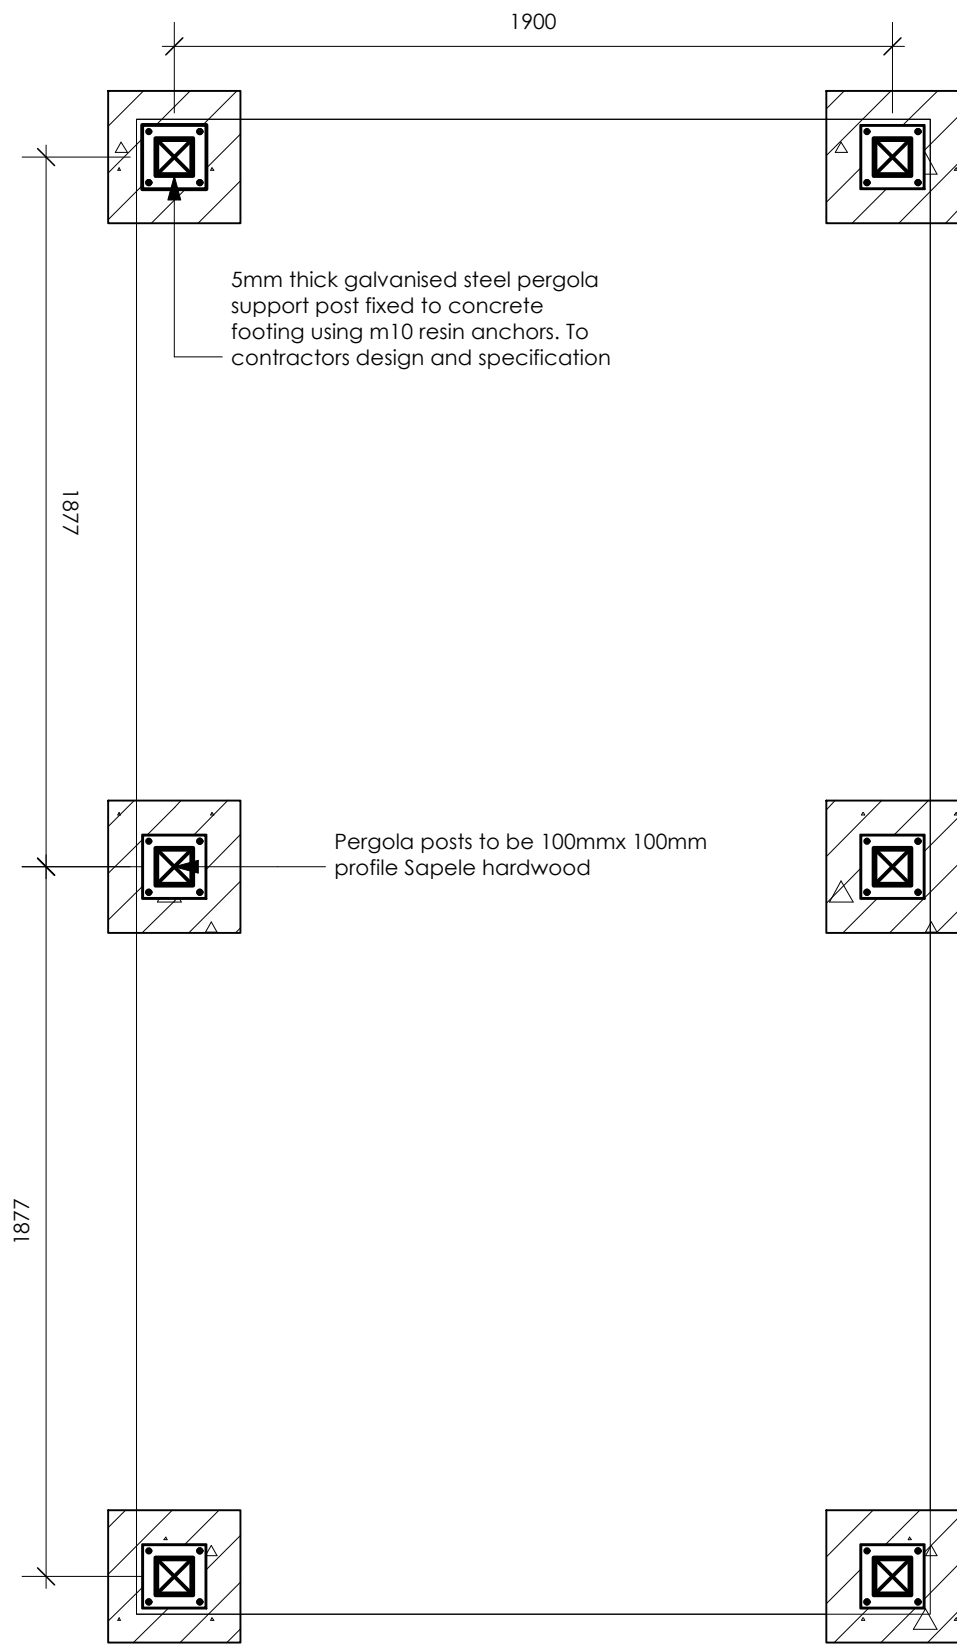 1900
5mm thick galvanised steel pergola
support post fixed to concrete
footing using m10 resin anchors. To
contractors design and specification
1877
Pergola posts to be 100mmx 100mm
profile Sapele hardwood
1877